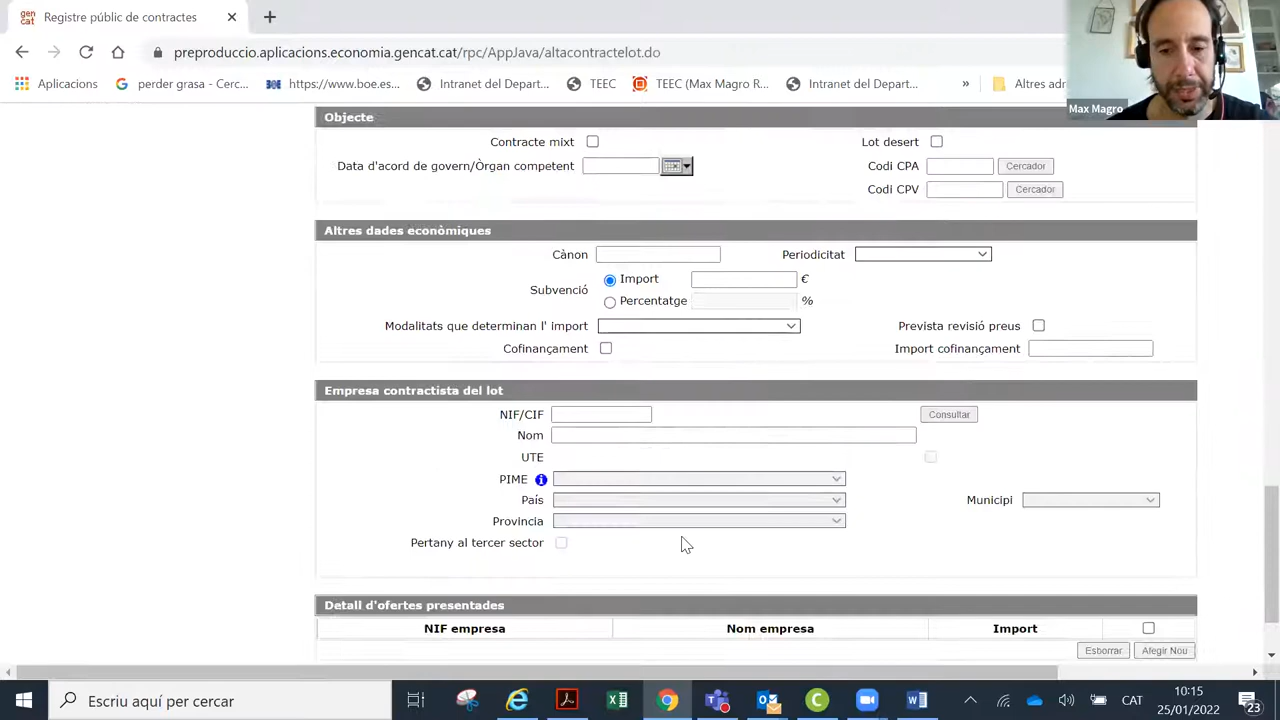 gen cat Registre públic de contractes
preproduccio.aplicacions.economia.gencat.cat/rpc/AppJava/altacontractelot.do
Aplicacions perder grasa - Cerc... https://www.boe.es... Intranet del Depart... TEEC TEEC (Max Magro R... Intranet del Depart... » Altres adr
Max Magro
Objecte
Contracte mixt Lot desert
Data d'acord de govern/Òrgan competent Codi CPA Cercador
Codi CPV Cercador
Altres dades econòmiques
Cànon Periodicitat
Subvenció Import €
Percentatge %
Modalitats que determinan l' import Prevista revisió preus
Cofinançament Import cofinançament
Empresa contractista del lot
NIF/CIF Consultar
Nom
UTE
PIME
País Municipi
Provincia
Pertany al tercer sector
Detall d'ofertes presentades
NIF empresa Nom empresa Import
Esborrar Afegir Nou
Escriu aquí per cercar CAT 10:15
25/01/2022 23